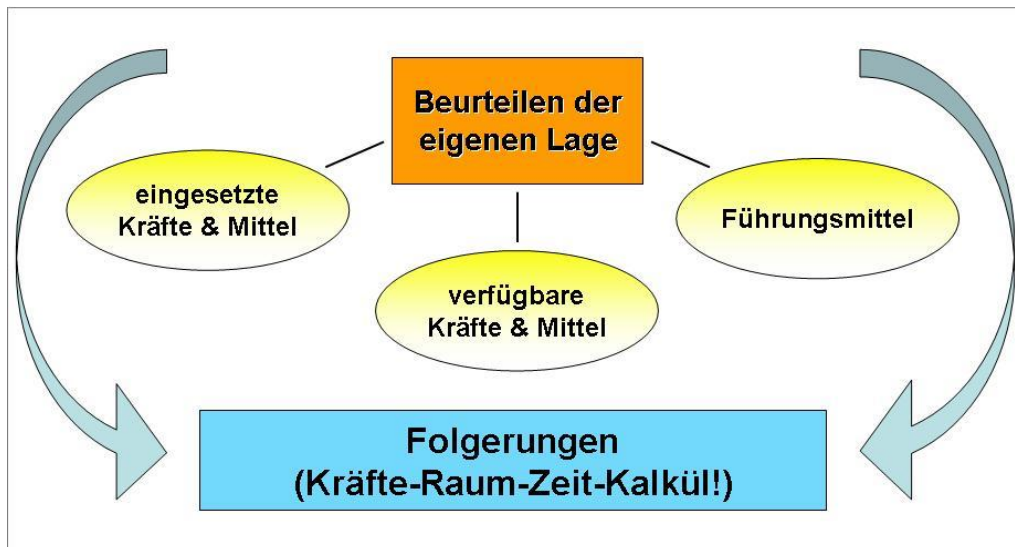 Beurteilen der
eigenen Lage
eingesetzte
Kräfte & Mittel
Führungsmittel
verfügbare
Kräfte & Mittel
Folgerungen
(Kräfte-Raum-Zeit-Kalkül!)